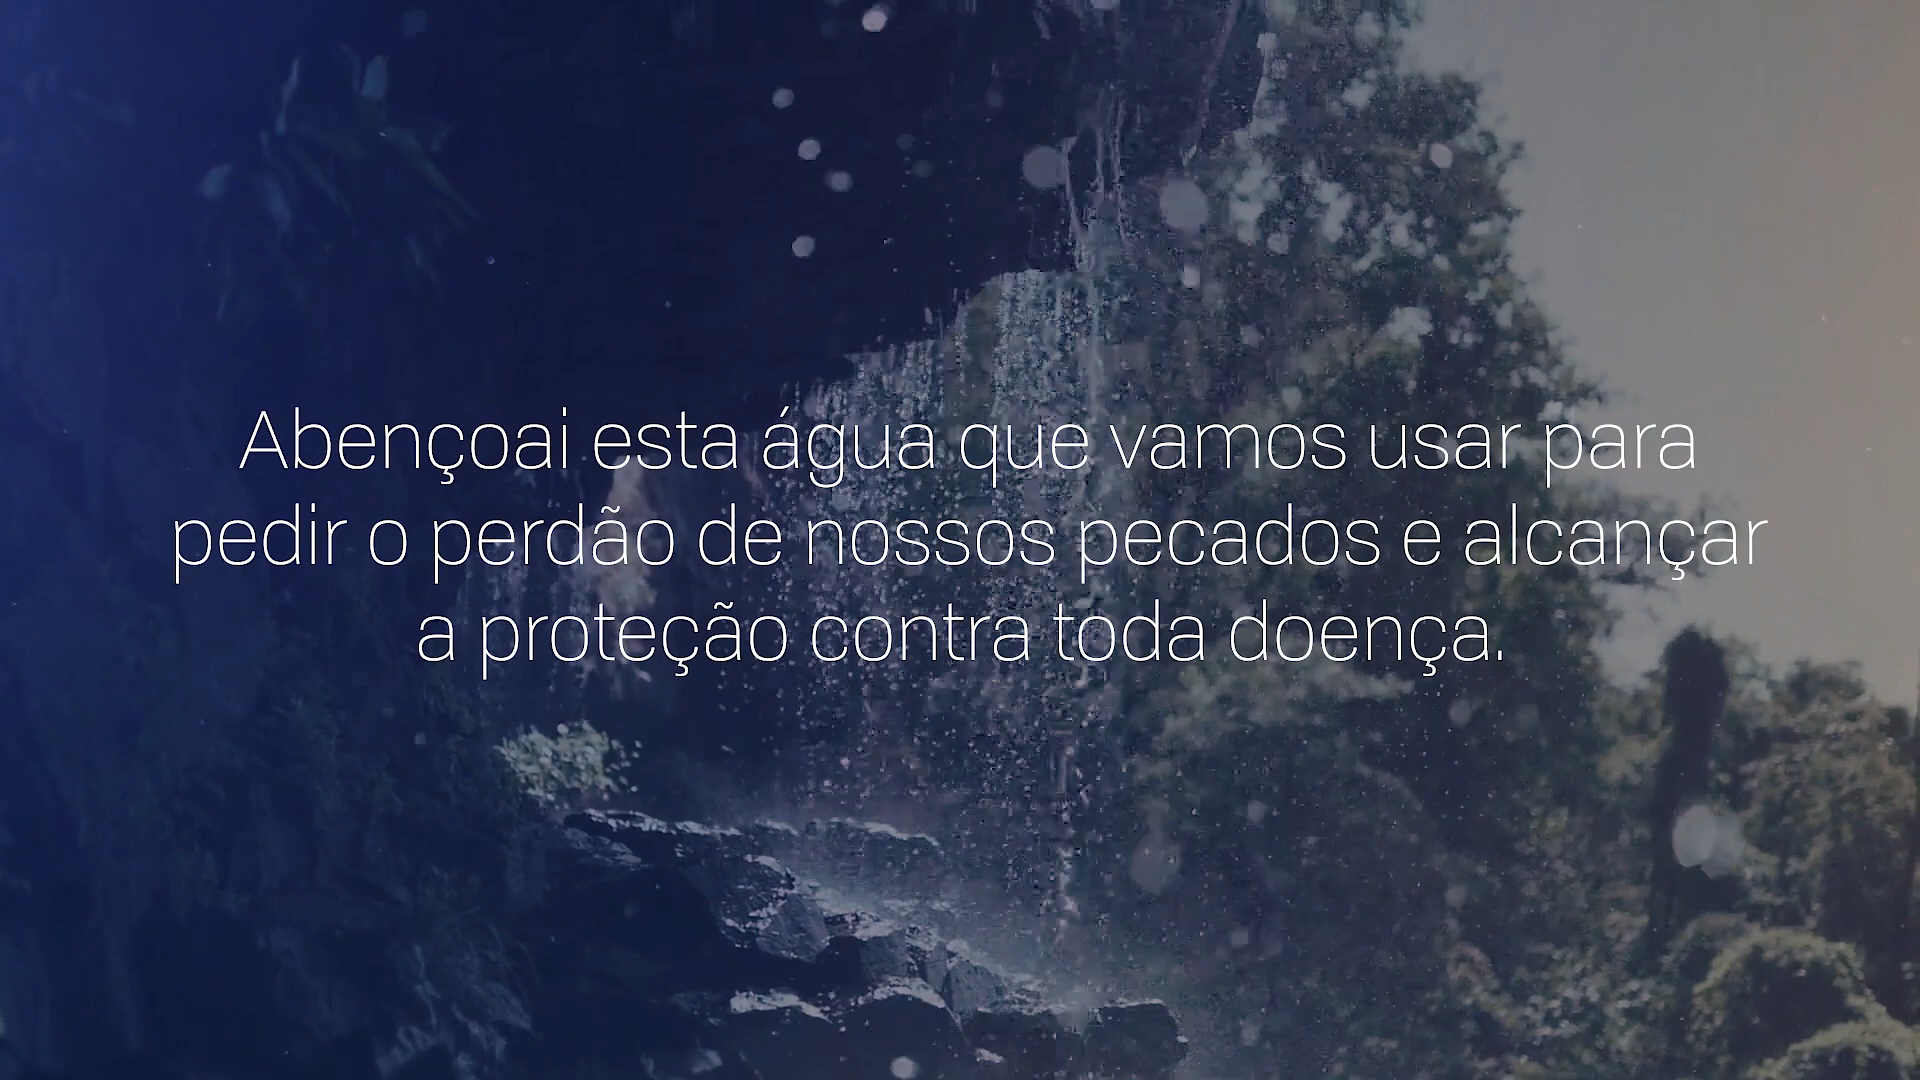 Abençoai esta água que vamos usar para
pedir o perdão de nossos pecados e alcançar
a proteção contra toda doença.